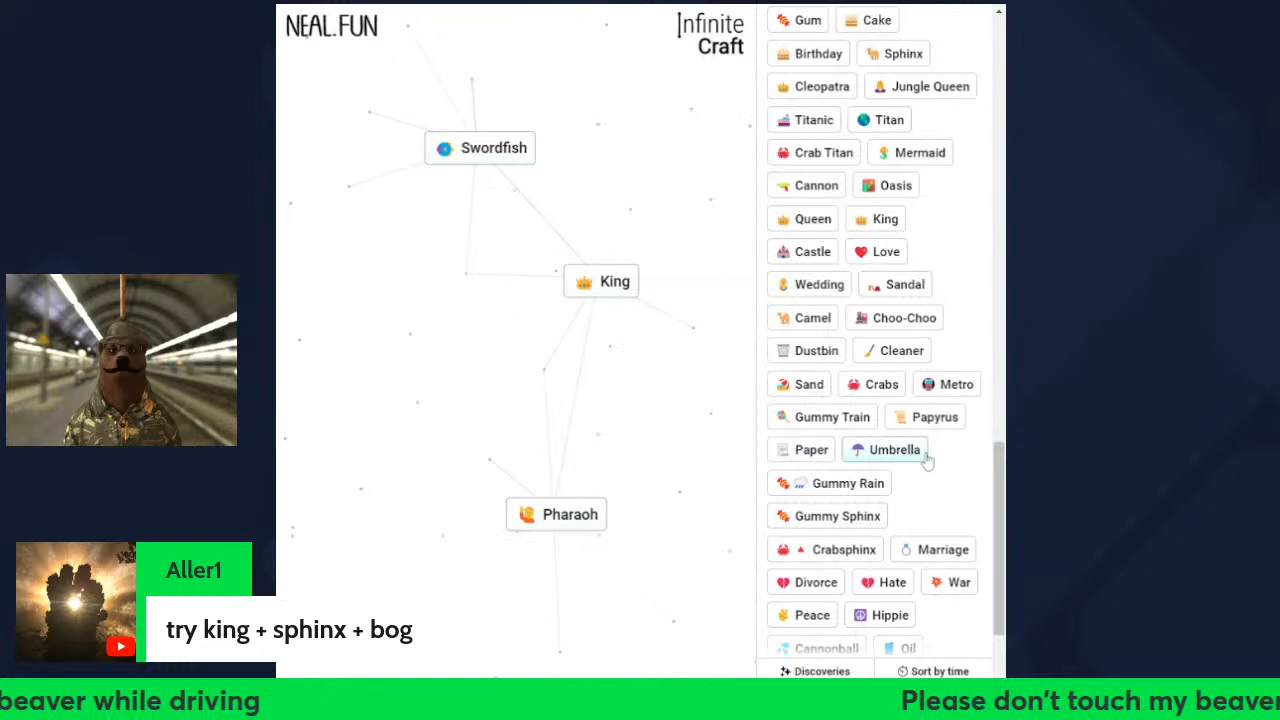 NEAL.FUN
Infinite
Craft
Swordfish
King
Pharaoh
Gum
Cake
Birthday
Sphinx
Cleopatra
Jungle Queen
Titanic
Titan
Crab Titan
Mermaid
Cannon
Oasis
Queen
King
Castle
Love
Wedding
Sandal
Camel
Choo-Choo
Dustbin
Cleaner
Sand
Crabs
Metro
Gummy Train
Papyrus
Paper
Umbrella
Gummy Rain
Gummy Sphinx
Crabsphinx
Marriage
Divorce
Hate
War
Peace
Hippie
Cannonball
Oil
Discoveries
Sort by time
Aller1
try king + sphinx + bog
beaver while driving
Please don't touch my beaver